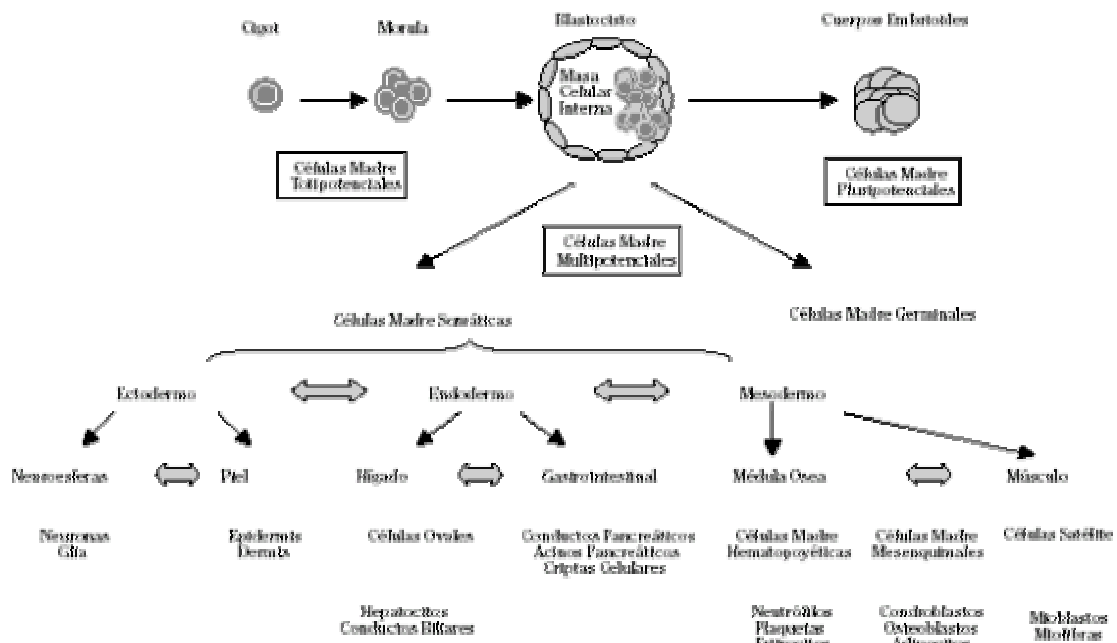 Cigot
Morula
Blastocisto
Cuerpos Embrioides
Masa
Celular
Interna
Células Madre
Totipotenciales
Células Madre
Pluripotenciales
Células Madre
Multipotenciales
Células Madre Somáticas
Células Madre Germinales
Ectodermo
Endodermo
Mesodermo
Neuroesferas
Piel
Hígado
Gastrointestinal
Médula Osea
Músculo
Neuronas
Glía
Epidermis
Dermis
Células Ovales
Conductos Pancreáticos
Acinos Pancreáticos
Criptas Celulares
Células Madre
Hematopoyéticas
Células Madre
Mesenquimales
Células Satélite
Hepatocitos
Conductos Biliares
Neutrófilos
Plaquetas
Condroblastos
Osteoblastos
Mioblastos
Miofibras